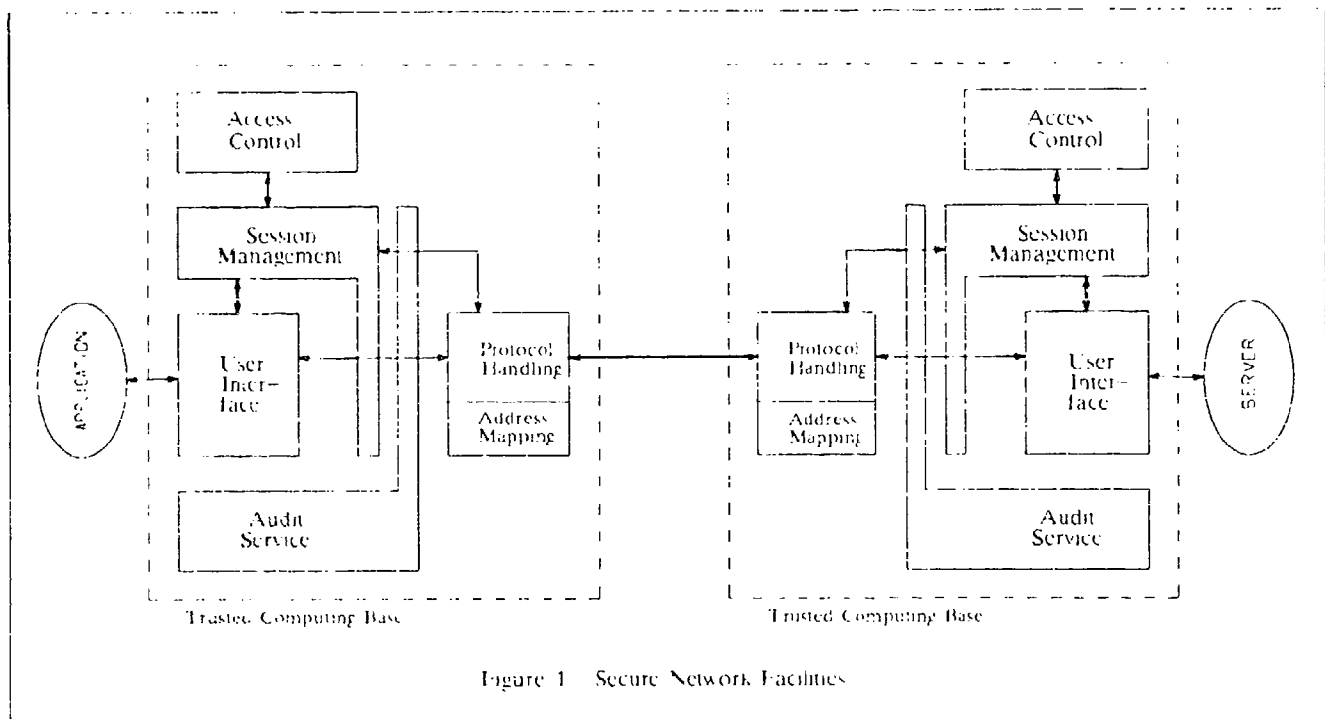 Access
Control
Session
Management
APPLICATION
User
Inter-
face
Protocol
Handling
Address
Mapping
Audit
Service
Trusted Computing Base
Access
Control
Session
Management
Protocol
Handling
Address
Mapping
User
Inter-
face
SERVER
Audit
Service
Trusted Computing Base
Figure 1 Secure Network Facilities